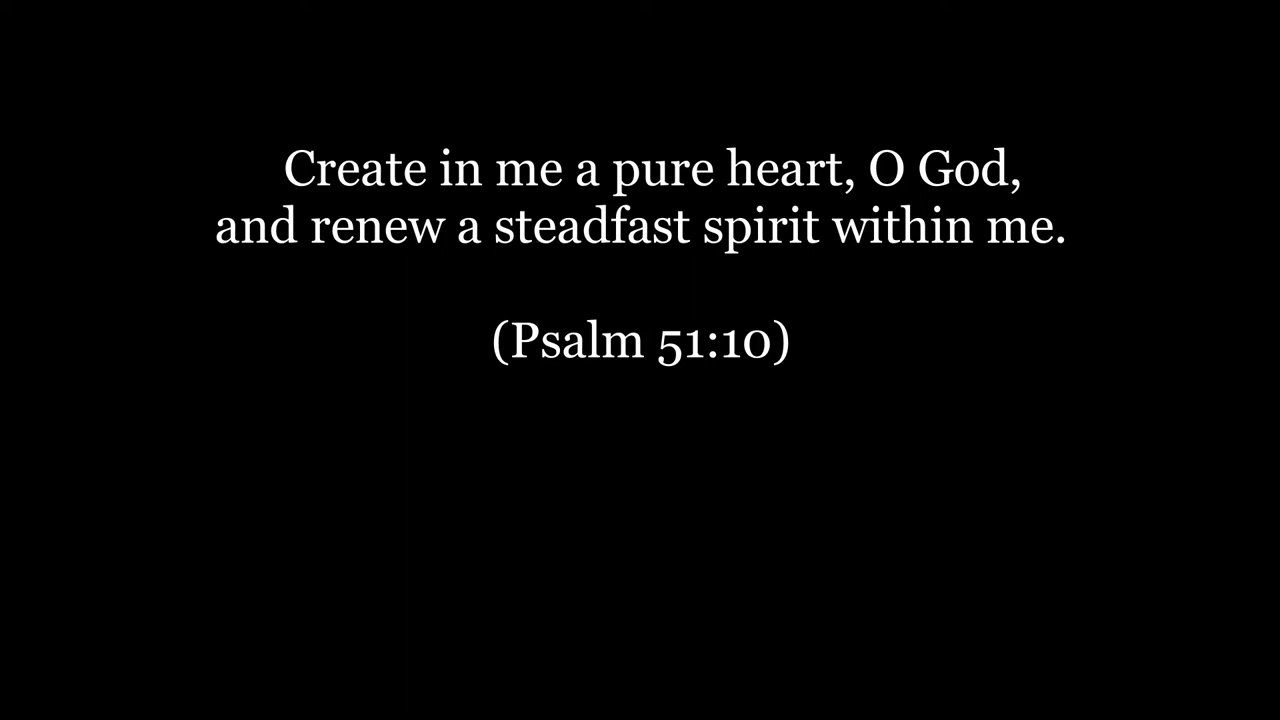 Create in me a pure heart, O God,
and renew a steadfast spirit within me.
(Psalm 51:10)